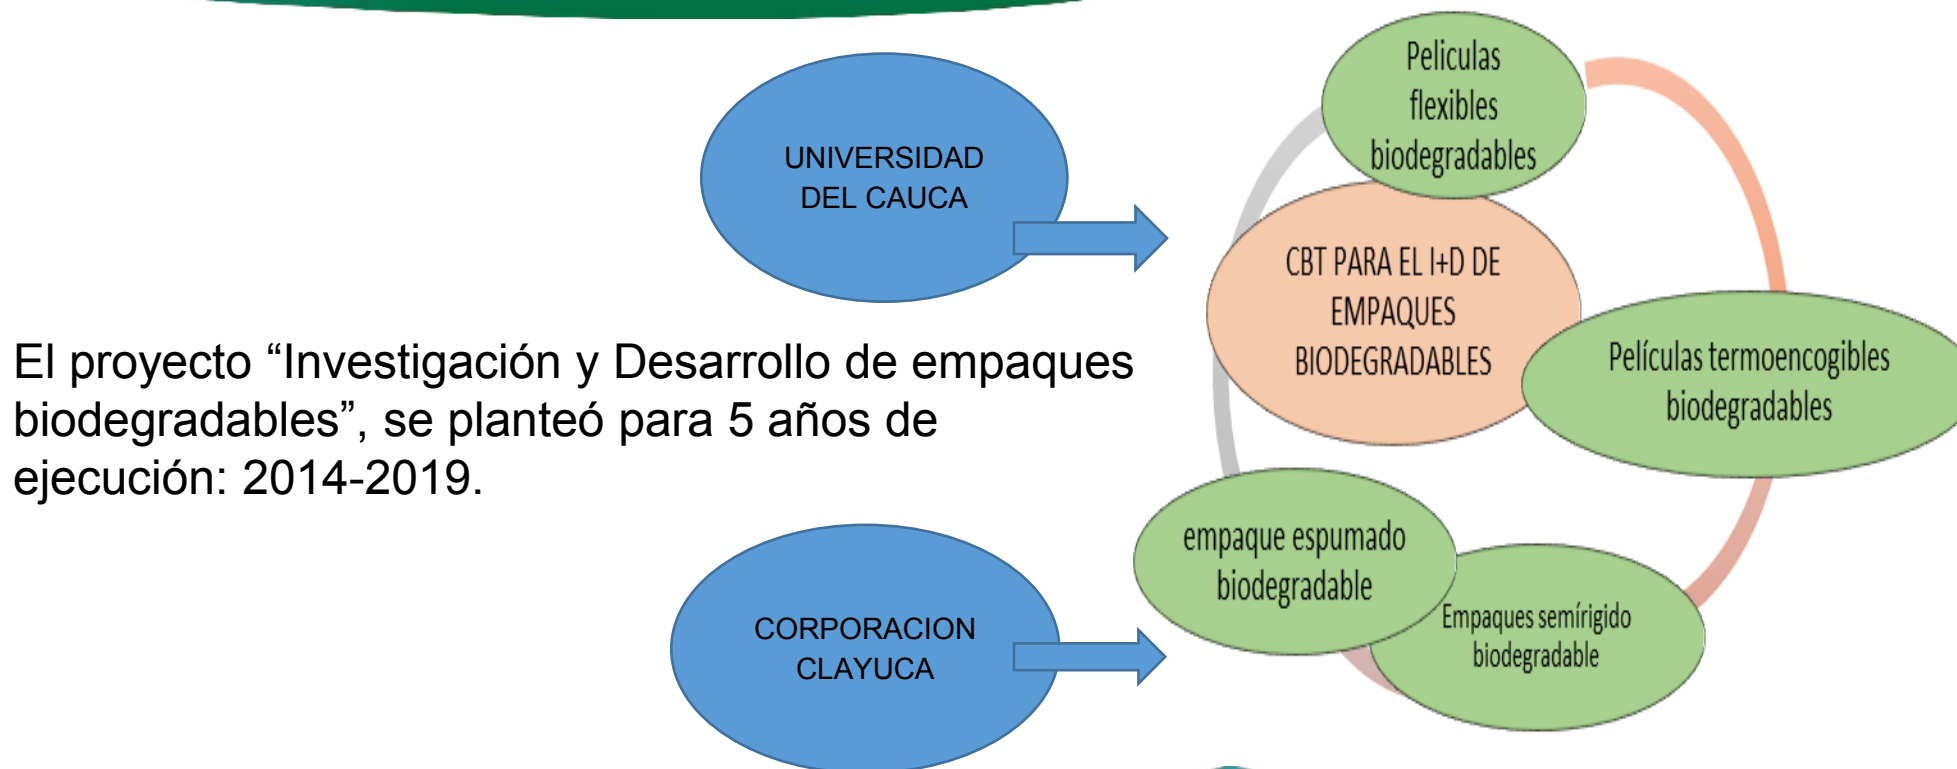 UNIVERSIDAD
DEL CAUCA
El proyecto “Investigación y Desarrollo de empaques
biodegradables”, se planteó para 5 años de
ejecución: 2014-2019.
CORPORACION
CLAYUCA
Peliculas
flexibles
biodegradables
CBT PARA EL I+D DE
EMPAQUES
BIODEGRADABLES
Películas termoencogibles
biodegradables
empaque espumado
biodegradable
Empaques semírigido
biodegradable